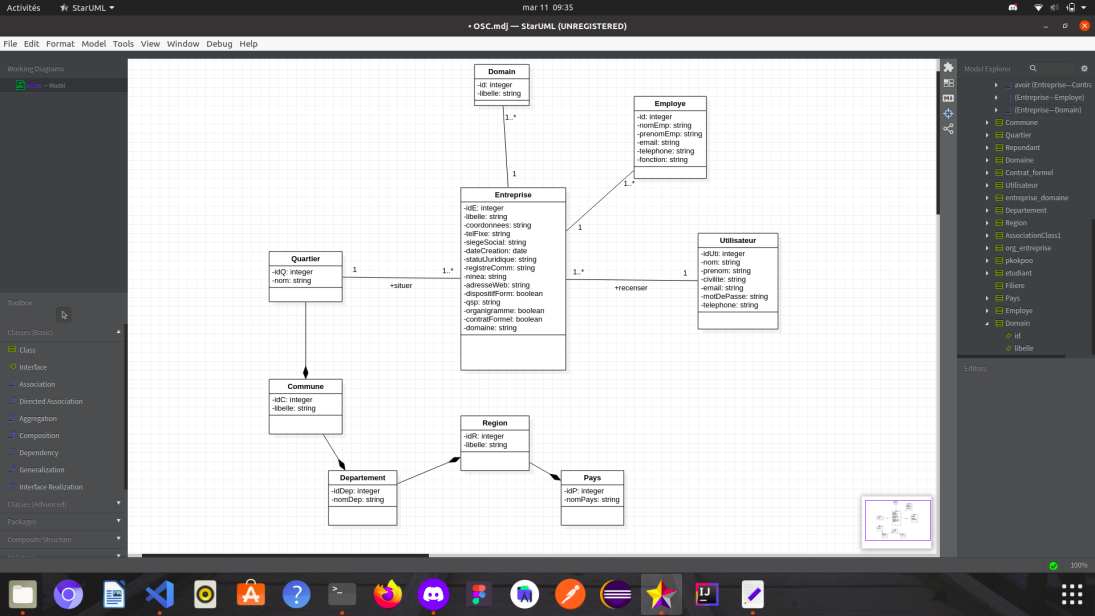 Activités
StarUML
mar 11 09:35
• OSC.mdj — StarUML (UNREGISTERED)
File Edit Format Model Tools View Window Debug Help
Working Diagrams
— Model
Toolbox
Classes (Basic)
Class
Interface
Association
Directed Association
Aggregation
Composition
Dependency
Generalization
Interface Realization
Classes (Advanced)
Packages
Composite Structure
Domain
-id: integer
-libelle: string
1..*
1
Employe
-id: integer
-nomEmp: string
-prenomEmp: string
-email: string
-telephone: string
-fonction: string
1..*
1
Entreprise
-idE: integer
-libelle: string
-coordonnees: string
-telFixe: string
-siegeSocial: string
-dateCreation: date
-statutJuridique: string
-registreComm: string
-ninea: string
-adresseWeb: string
-dispositifForm: boolean
-qsp: string
-organigramme: boolean
-contratFormel: boolean
-domaine: string
Utilisateur
-idUti: integer
-nom: string
-prenom: string
-civilite: string
-email: string
-motDePasse: string
-telephone: string
1..*
1
+recenser
Quartier
-idQ: integer
-nom: string
1
1..*
+situer
Commune
-idC: integer
-libelle: string
Region
-idR: integer
-libelle: string
Departement
-idDep: integer
-nomDep: string
Pays
-idP: integer
-nomPays: string
Model Explorer
avoir (Entreprise—Contra
(Entreprise—Employe)
(Entreprise—Domain)
Commune
Quartier
Repondant
Domaine
Contrat_formel
Utilisateur
entreprise_domaine
Departement
Region
AssociationClass1
org_entreprise
pkokpoo
etudiant
Filiere
Pays
Employe
Domain
id
libelle
Editors
100%